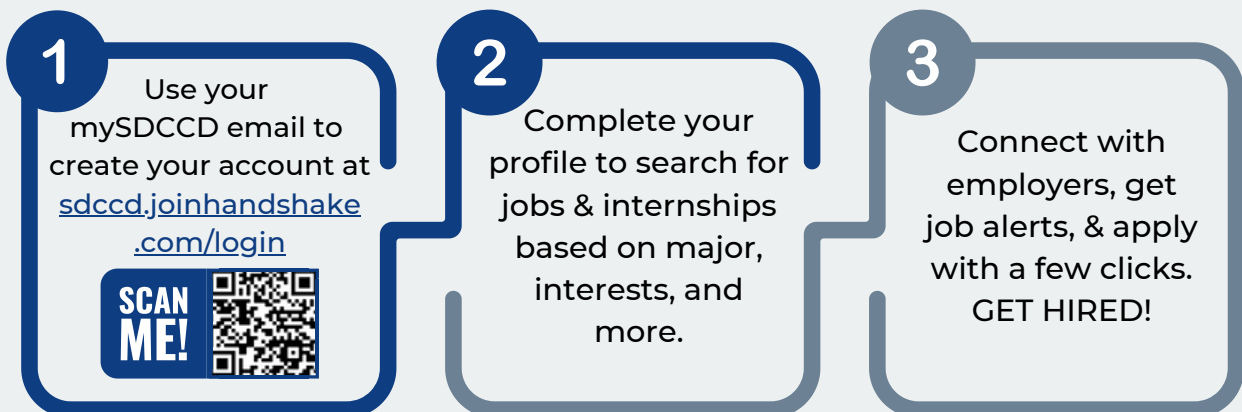 1
Use your
mySDCCD email to
create your account at
sdccd.joinhandshake
.com/login
SCAN
ME!
2
Complete your
profile to search for
jobs & internships
based on major,
interests, and
more.
3
Connect with
employers, get
job alerts, & apply
with a few clicks.
GET HIRED!